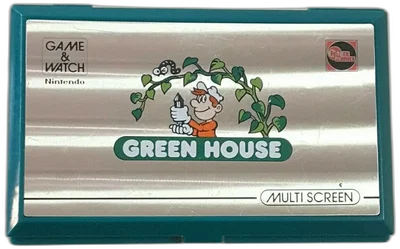 GAME
& WATCH
Nintendo
GREEN HOUSE
MULTI SCREEN